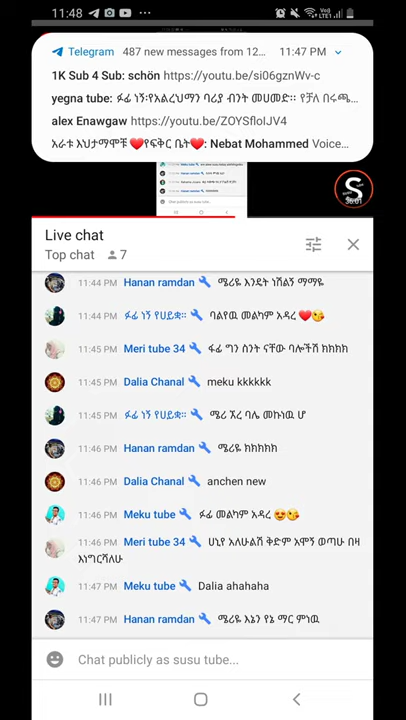 11:48
Telegram 487 new messages from 12... 11:47 PM
1K Sub 4 Sub: schön https://youtu.be/si06gznWv-c
yegna tube: ፉፊ ነኝ፡የአልረህማን ባሪያ ብንት መሀመድ፡፡ የቻለ በሩጫ...
alex Enawgaw https://youtu.be/ZOYSfloIJV4
አራቱ እህታማሞቹ ❤️የፍቅር ቤት❤️: Nebat Mohammed Voice...
S
36:01
Live chat
Top chat 7
11:44 PM Hanan ramdan ሜሪዬ እንዴት ነሽልኝ ማማዬ
11:44 PM ፉፊ ነኝ የሀይቋ። ባልየዉ መልካም አዳረ ❤️😘
11:45 PM Meri tube 34 ፋፊ ግን ስንት ናቸው ባሎችሽ ክክክክ
11:45 PM Dalia Chanal meku kkkkkk
11:45 PM ፉፊ ነኝ የሀይቋ። ሜሪ ኧረ ባሌ መኩነዉ ሆ
11:46 PM Hanan ramdan ሜሪዬ ክክክክክ
11:46 PM Dalia Chanal anchen new
11:46 PM Meku tube ፉፊ መልካም አዳረ 😍😘
11:46 PM Meri tube 34 ሀኒየ አለሁልሽ ቅድም አሞኝ ወጣሁ በዛ
እነግርሻለሁ
11:47 PM Meku tube Dalia ahahaha
11:47 PM Hanan ramdan ሜሪዬ እኔን የኔ ማር ምነዉ
Chat publicly as susu tube...